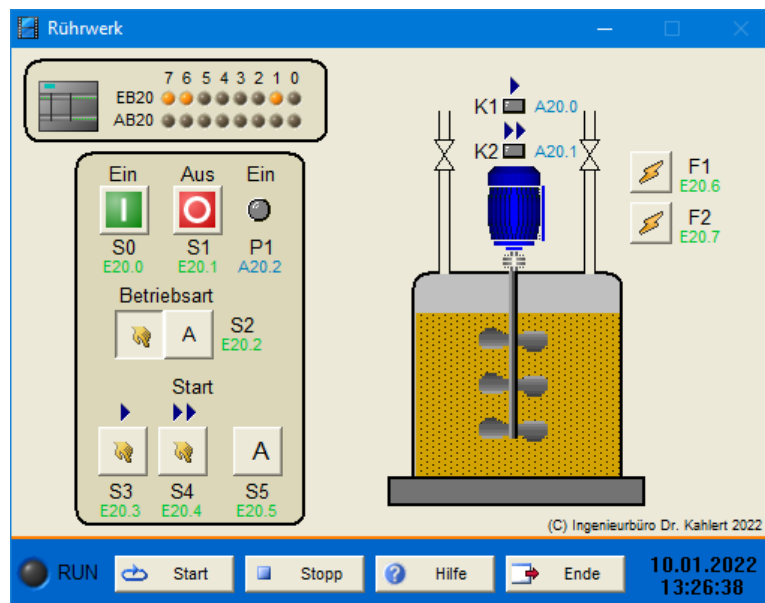 Rührwerk
7 6 5 4 3 2 1 0
EB20
AB20
Ein Aus Ein
S0 S1 P1
E20.0 E20.1 A20.2
Betriebsart
A S2
E20.2
Start
A
S3 S4 S5
E20.3 E20.4 E20.5
K1 A20.0
K2 A20.1
F1
E20.6
F2
E20.7
(C) Ingenieurbüro Dr. Kahlert 2022
RUN Start Stopp Hilfe Ende
10.01.2022
13:26:38